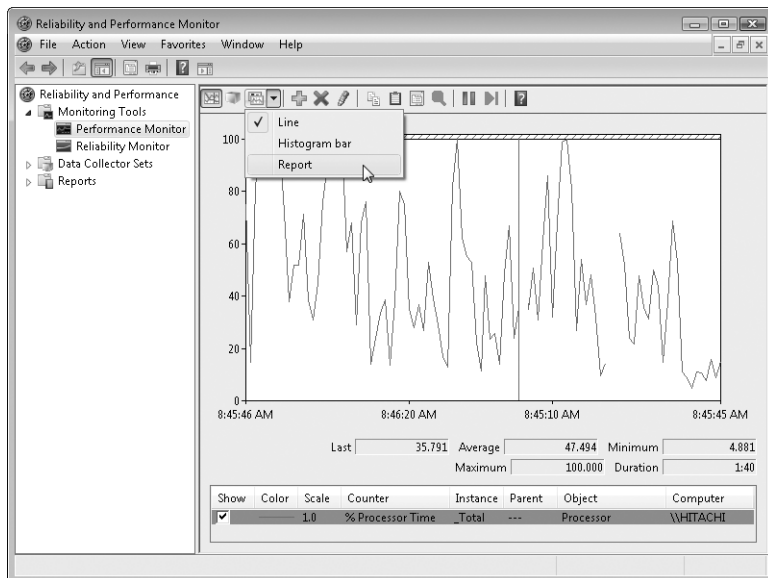 Reliability and Performance Monitor
File Action View Favorites Window Help
Reliability and Performance
Monitoring Tools
Performance Monitor
Reliability Monitor
Data Collector Sets
Reports
Line
Histogram bar
Report
100
80
60
40
20
0
8:45:46 AM 8:46:20 AM 8:45:10 AM 8:45:45 AM
Last 35.791 Average 47.494 Minimum 4.881
Maximum 100.000 Duration 1:40
Show Color Scale Counter Instance Parent Object Computer
1.0 % Processor Time _Total --- Processor \\HITACHI